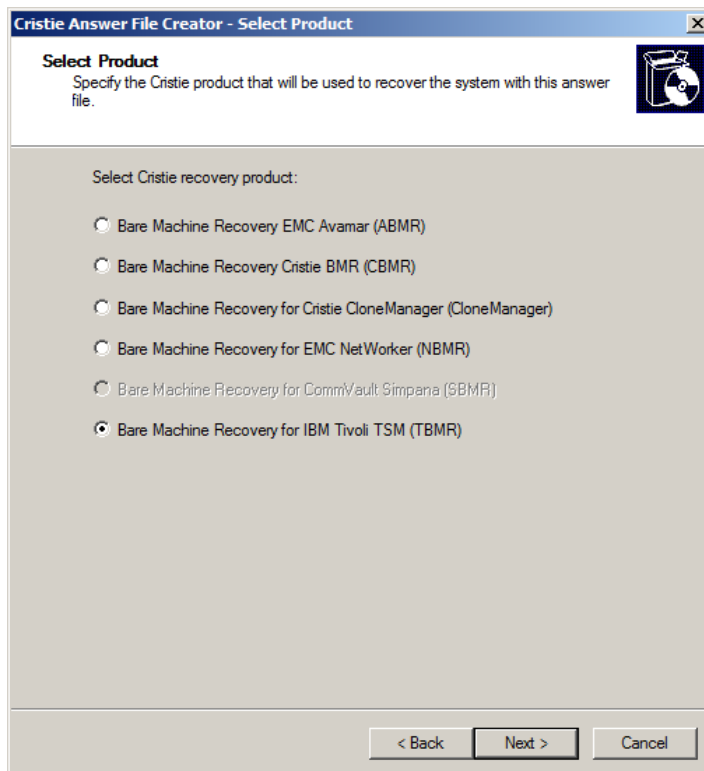 Cristie Answer File Creator - Select Product
Select Product
Specify the Cristie product that will be used to recover the system with this answer
file.
Select Cristie recovery product:
Bare Machine Recovery EMC Avamar (ABMR)
Bare Machine Recovery Cristie BMR (CBMR)
Bare Machine Recovery for Cristie CloneManager (CloneManager)
Bare Machine Recovery for EMC NetWorker (NBMR)
Bare Machine Recovery for CommVault Simpana (SBMR)
Bare Machine Recovery for IBM Tivoli TSM (TBMR)
< Back Next > Cancel